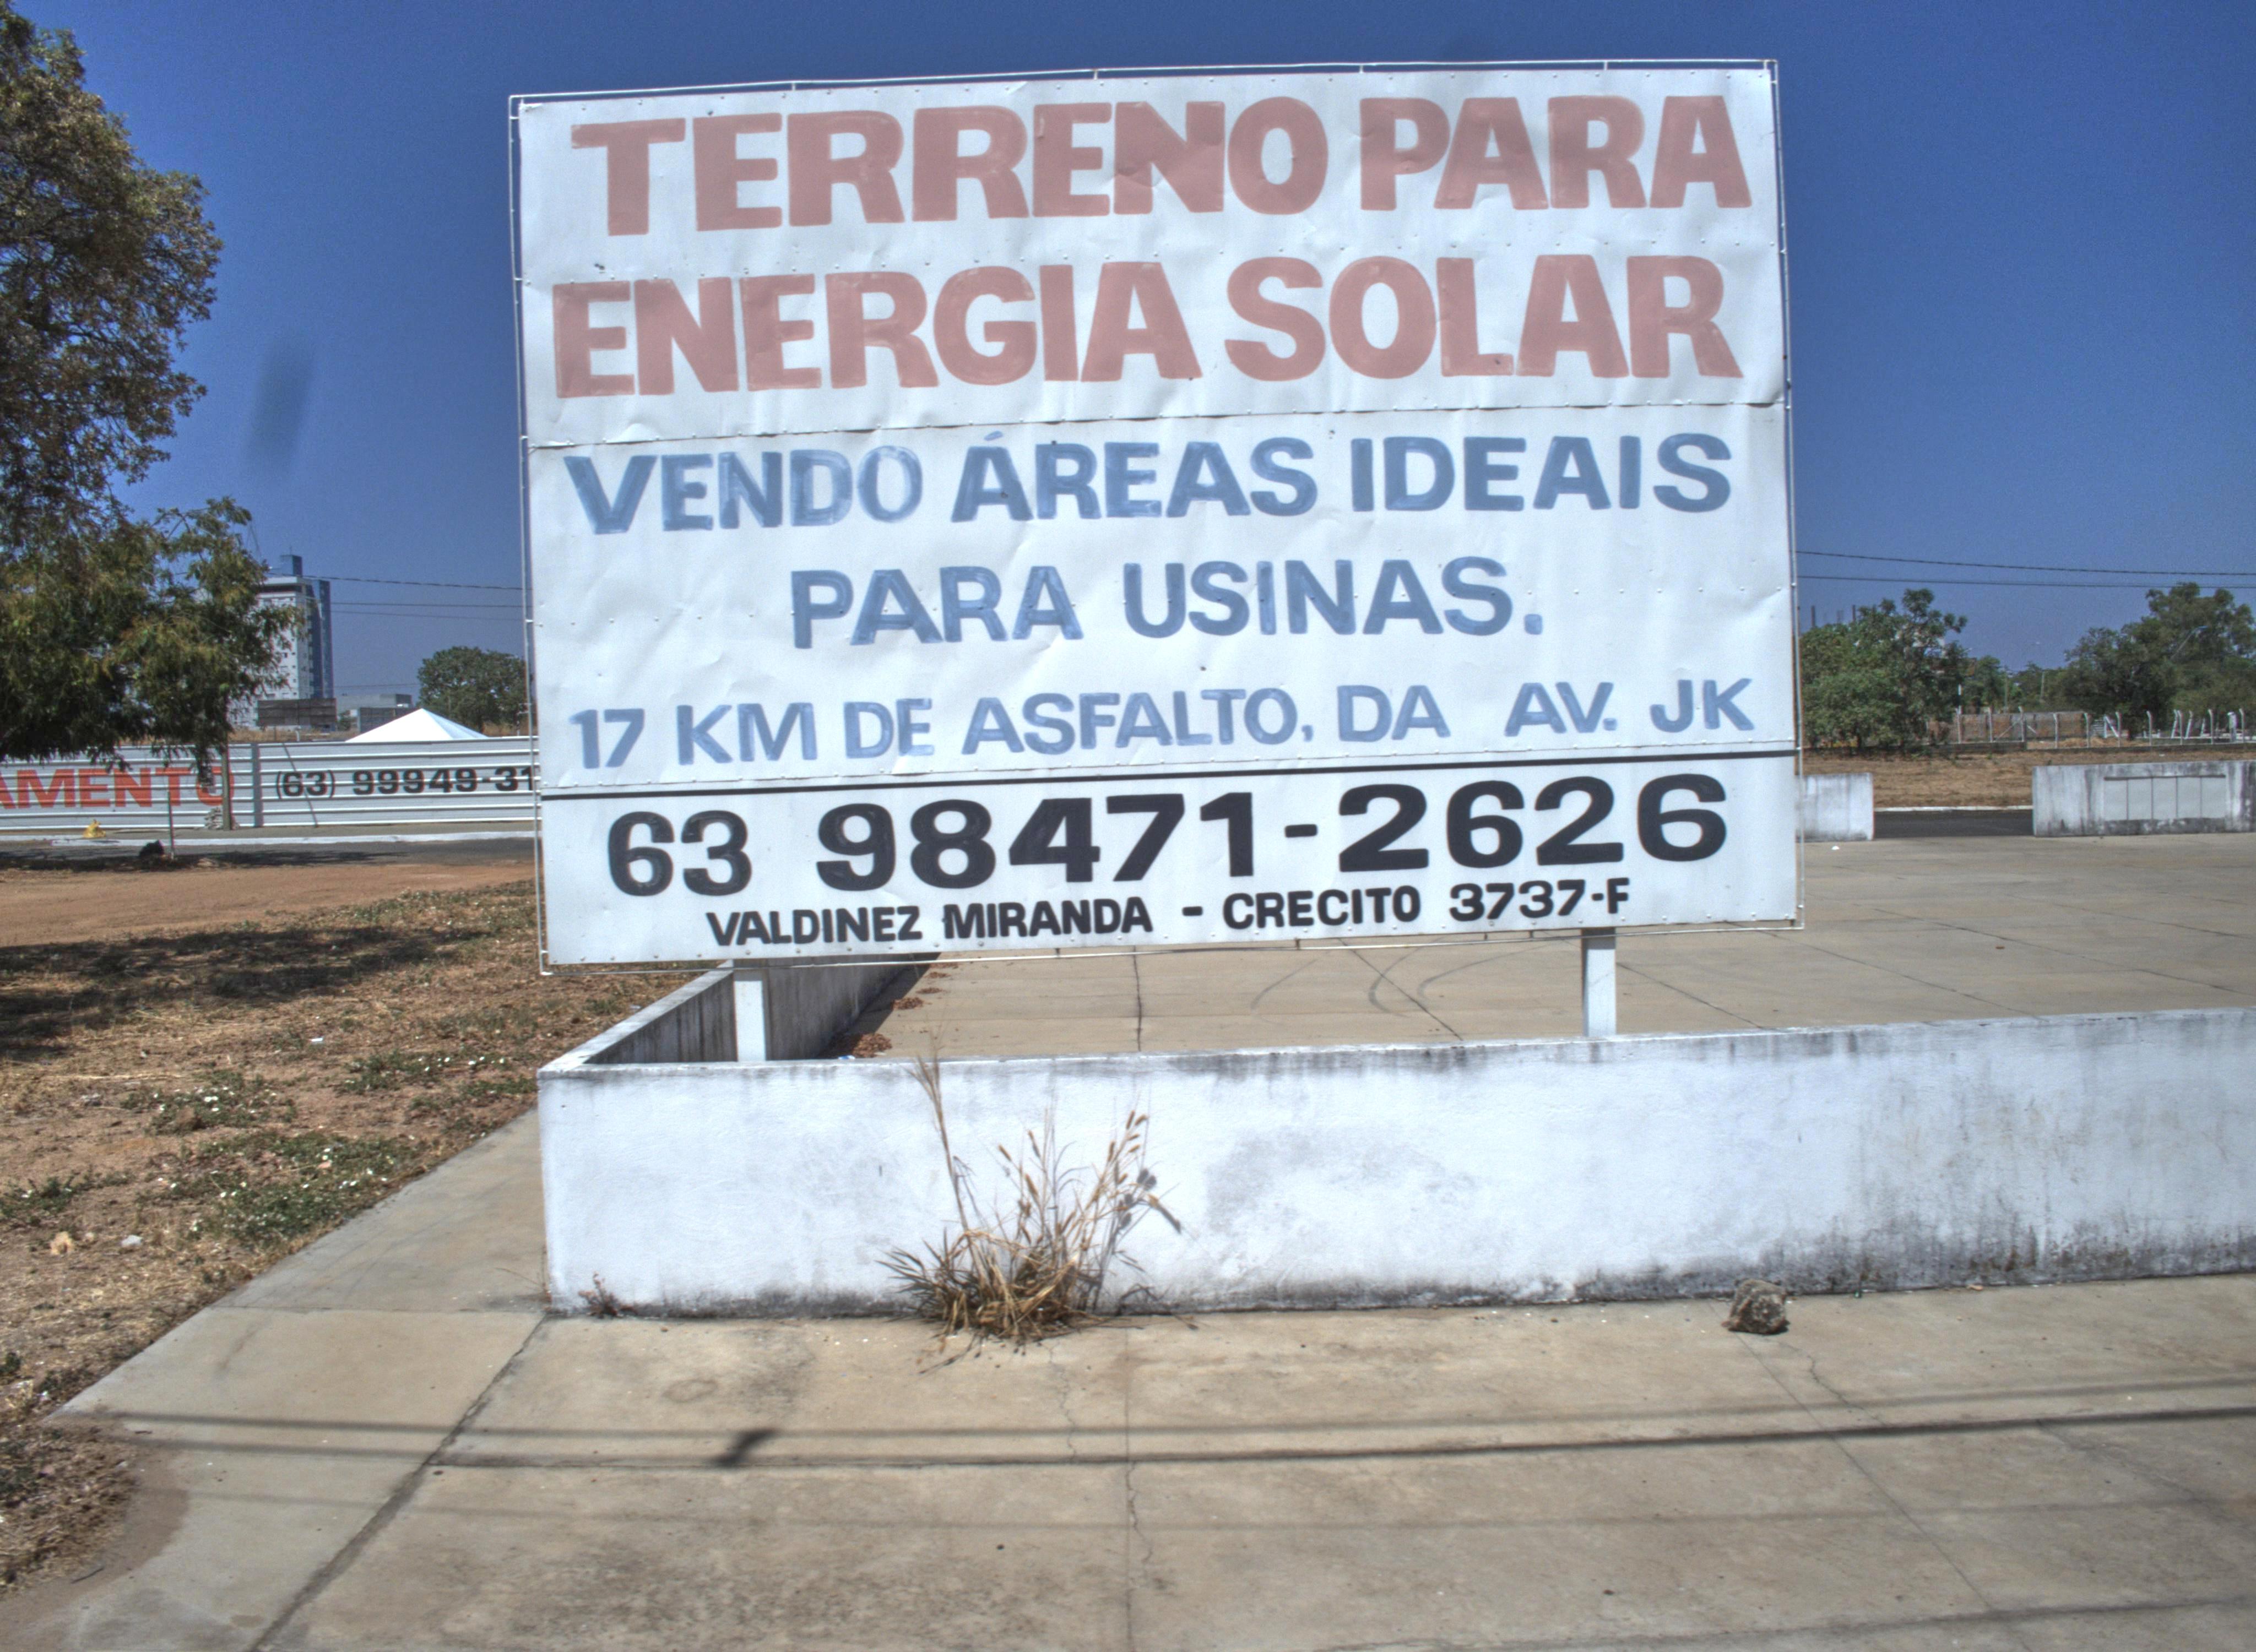 TERRENO PARA
ENERGIA SOLAR
VENDO ÁREAS IDEAIS
PARA USINAS.
17 KM DE ASFALTO, DA AV. JK
63 98471-2626
VALDINEZ MIRANDA - CRECITO 3737-F
AMENTO (63) 99949-31